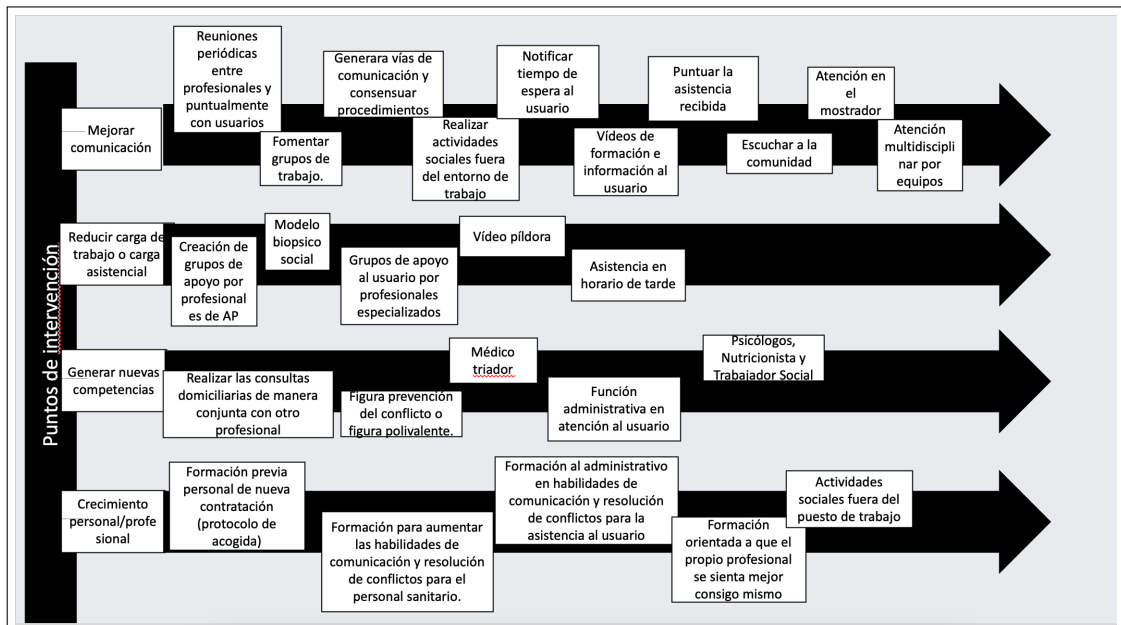 Puntos de intervención
Mejorar
comunicación
Reuniones
periódicas
entre
profesionales y
puntualmente
con usuarios
Fomentar
grupos de
trabajo.
Generara vías de
comunicación y
consensuar
procedimientos
Realizar
actividades
sociales fuera
del entorno de
trabajo
Notificar
tiempo de
espera al
usuario
Vídeos de
formación e
información al
usuario
Puntuar la
asistencia
recibida
Escuchar a la
comunidad
Atención en
el
mostrador
Atención
multidiscipli
nar por
equipos
Reducir carga de
trabajo o carga
asistencial
Creación de
grupos de
apoyo por
profesional
es de AP
Modelo
biopsico
social
Grupos de apoyo
al usuario por
profesionales
especializados
Vídeo píldora
Asistencia en
horario de tarde
Generar nuevas
competencias
Realizar las consultas
domiciliarias de manera
conjunta con otro
profesional
Figura prevención
del conflicto o
figura polivalente.
Médico
triador
Función
administrativa en
atención al usuario
Psicólogos,
Nutricionista y
Trabajador Social
Crecimiento
personal/profe
sional
Formación previa
personal de nueva
contratación
(protocolo de
acogida)
Formación para aumentar
las habilidades de
comunicación y resolución
de conflictos para el
personal sanitario.
Formación al administrativo
en habilidades de
comunicación y resolución
de conflictos para la
asistencia al usuario
Formación
orientada a que el
propio profesional
se sienta mejor
consigo mismo
Actividades
sociales fuera del
puesto de trabajo